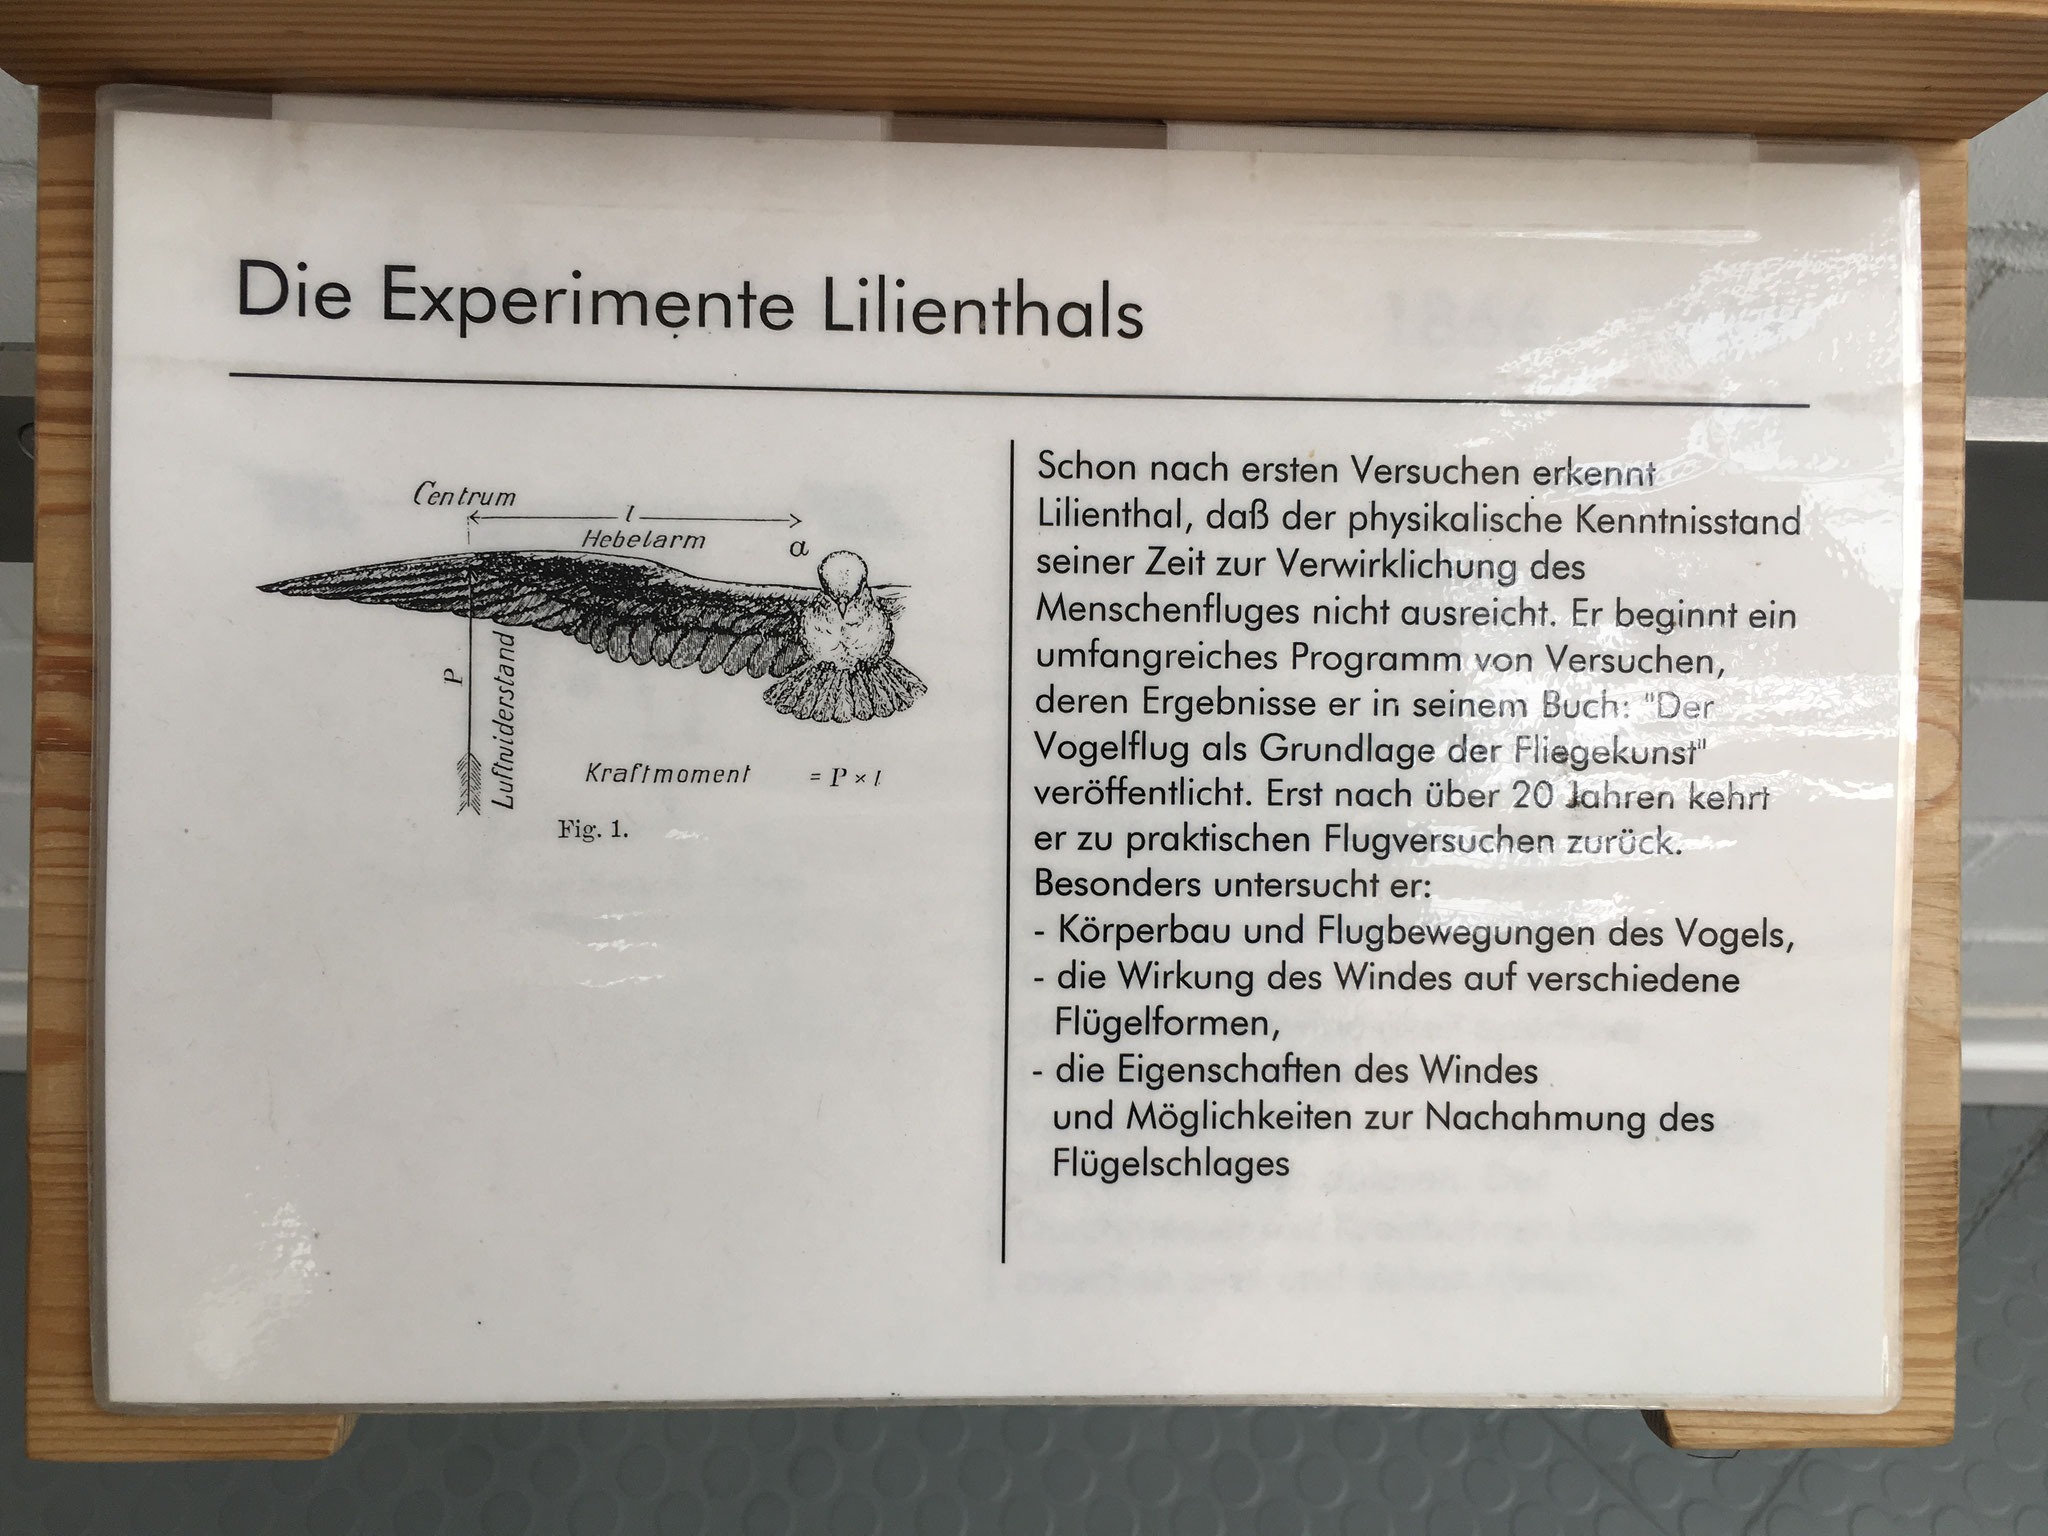 Die Experimente Lilienthals
Centrum
l
Hebelarm
a
P
Luftwiderstand
Kraftmoment = P × l
Fig. 1.
Schon nach ersten Versuchen erkennt
Lilienthal, daß der physikalische Kenntnisstand
seiner Zeit zur Verwirklichung des
Menschenfluges nicht ausreicht. Er beginnt ein
umfangreiches Programm von Versuchen,
deren Ergebnisse er in seinem Buch: "Der
Vogelflug als Grundlage der Fliegekunst"
veröffentlicht. Erst nach über 20 Jahren kehrt
er zu praktischen Flugversuchen zurück.
Besonders untersucht er:
- Körperbau und Flugbewegungen des Vogels,
- die Wirkung des Windes auf verschiedene
Flügelformen,
- die Eigenschaften des Windes
und Möglichkeiten zur Nachahmung des
Flügelschlages